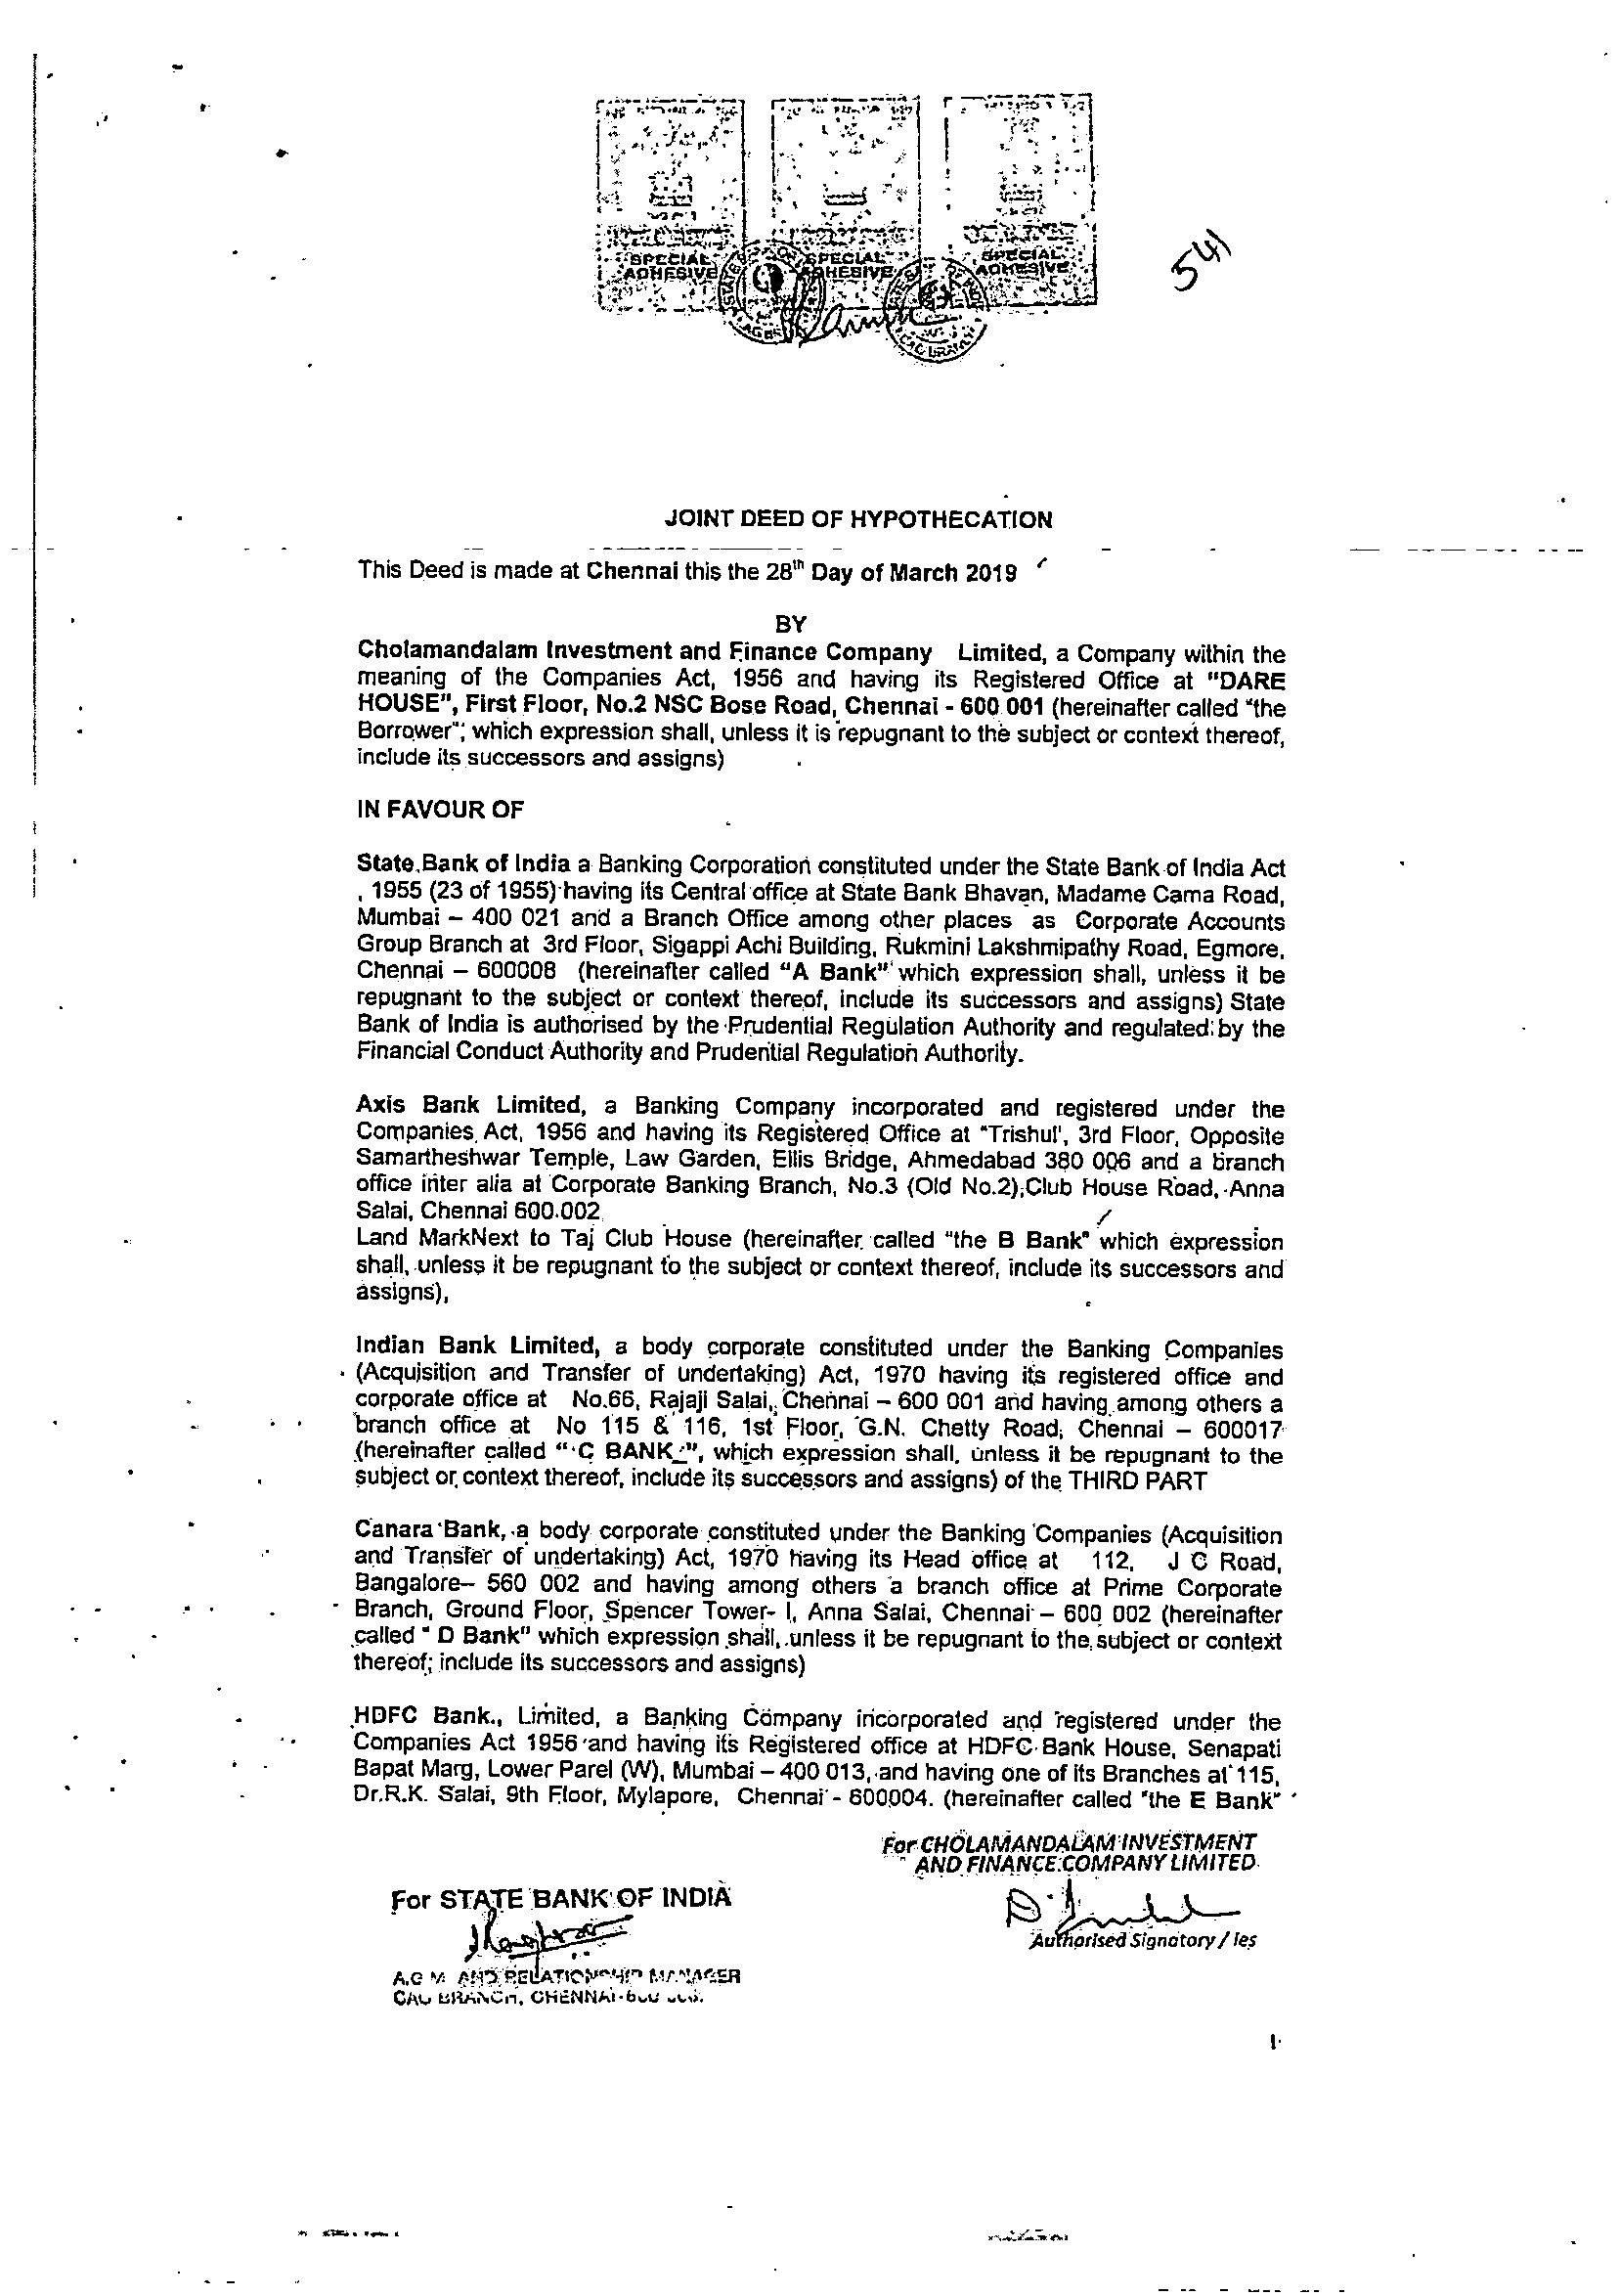 SPECIAL ADHESIVE
SPECIAL ADHESIVE
SPECIAL ADHESIVE
541
JOINT DEED OF HYPOTHECATION
This Deed is made at Chennai this the 28th Day of March 2019
BY
Cholamandalam Investment and Finance Company Limited, a Company within the
meaning of the Companies Act, 1956 and having its Registered Office at "DARE
HOUSE", First Floor, No.2 NSC Bose Road, Chennai - 600 001 (hereinafter called "the
Borrower"; which expression shall, unless it is repugnant to the subject or context thereof,
include its successors and assigns)
IN FAVOUR OF
State Bank of India a Banking Corporation constituted under the State Bank of India Act
, 1955 (23 of 1955) having its Central office at State Bank Bhavan, Madame Cama Road,
Mumbai – 400 021 and a Branch Office among other places as Corporate Accounts
Group Branch at 3rd Floor, Sigappi Achi Building, Rukmini Lakshmipathy Road, Egmore,
Chennai – 600008 (hereinafter called "A Bank" which expression shall, unless it be
repugnant to the subject or context thereof, include its successors and assigns) State
Bank of India is authorised by the Prudential Regulation Authority and regulated by the
Financial Conduct Authority and Prudential Regulation Authority.
Axis Bank Limited, a Banking Company incorporated and registered under the
Companies Act, 1956 and having its Registered Office at "Trishul', 3rd Floor, Opposite
Samartheshwar Temple, Law Garden, Ellis Bridge, Ahmedabad 380 006 and a branch
office inter alia at Corporate Banking Branch, No.3 (Old No.2),Club House Road, Anna
Salai, Chennai 600.002
Land MarkNext to Taj Club House (hereinafter called "the B Bank" which expression
shall, unless it be repugnant to the subject or context thereof, include its successors and
assigns),
Indian Bank Limited, a body corporate constituted under the Banking Companies
(Acquisition and Transfer of undertaking) Act, 1970 having its registered office and
corporate office at No.66, Rajaji Salai, Chennai – 600 001 and having among others a
branch office at No 115 & 116, 1st Floor, G.N. Chetty Road, Chennai – 600017
(hereinafter called " C BANK ", which expression shall, unless it be repugnant to the
subject or context thereof, include its successors and assigns) of the THIRD PART
Canara Bank, a body corporate constituted under the Banking Companies (Acquisition
and Transfer of undertaking) Act, 1970 having its Head office at 112, J C Road,
Bangalore– 560 002 and having among others a branch office at Prime Corporate
Branch, Ground Floor, Spencer Tower- I, Anna Salai, Chennai – 600 002 (hereinafter
called " D Bank" which expression shall, unless it be repugnant to the subject or context
thereof; include its successors and assigns)
HDFC Bank., Limited, a Banking Company incorporated and registered under the
Companies Act 1956 and having its Registered office at HDFC Bank House, Senapati
Bapat Marg, Lower Parel (W), Mumbai – 400 013, and having one of its Branches at 115,
Dr.R.K. Salai, 9th Floor, Mylapore, Chennai - 600004. (hereinafter called "the E Bank"
For CHOLAMANDALAM INVESTMENT
AND FINANCE COMPANY LIMITED
For STATE BANK OF INDIA
Authorised Signatory / ies
A.G M AND RELATIONSHIP MANAGER
CAG BRANCH, CHENNAI-
1